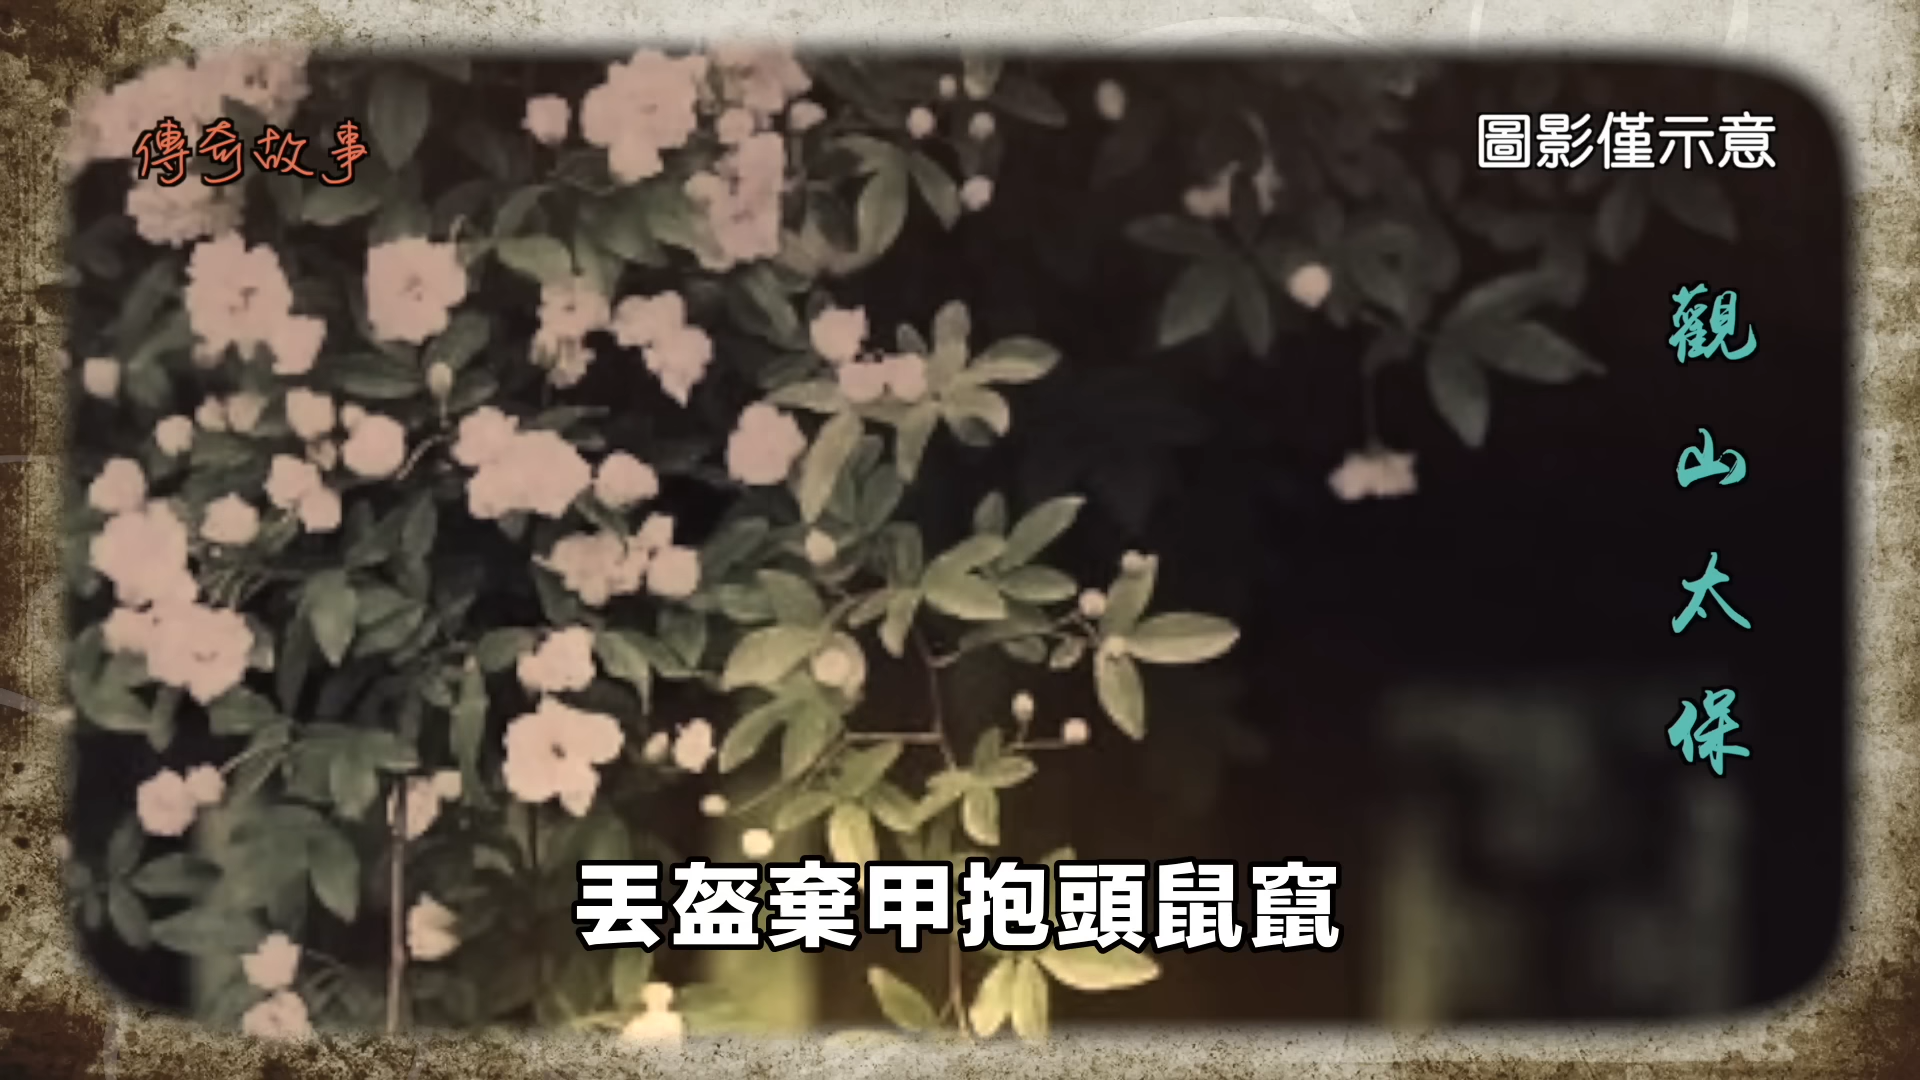 傳奇故事
圖影僅示意
觀山太保
丟盔棄甲抱頭鼠竄